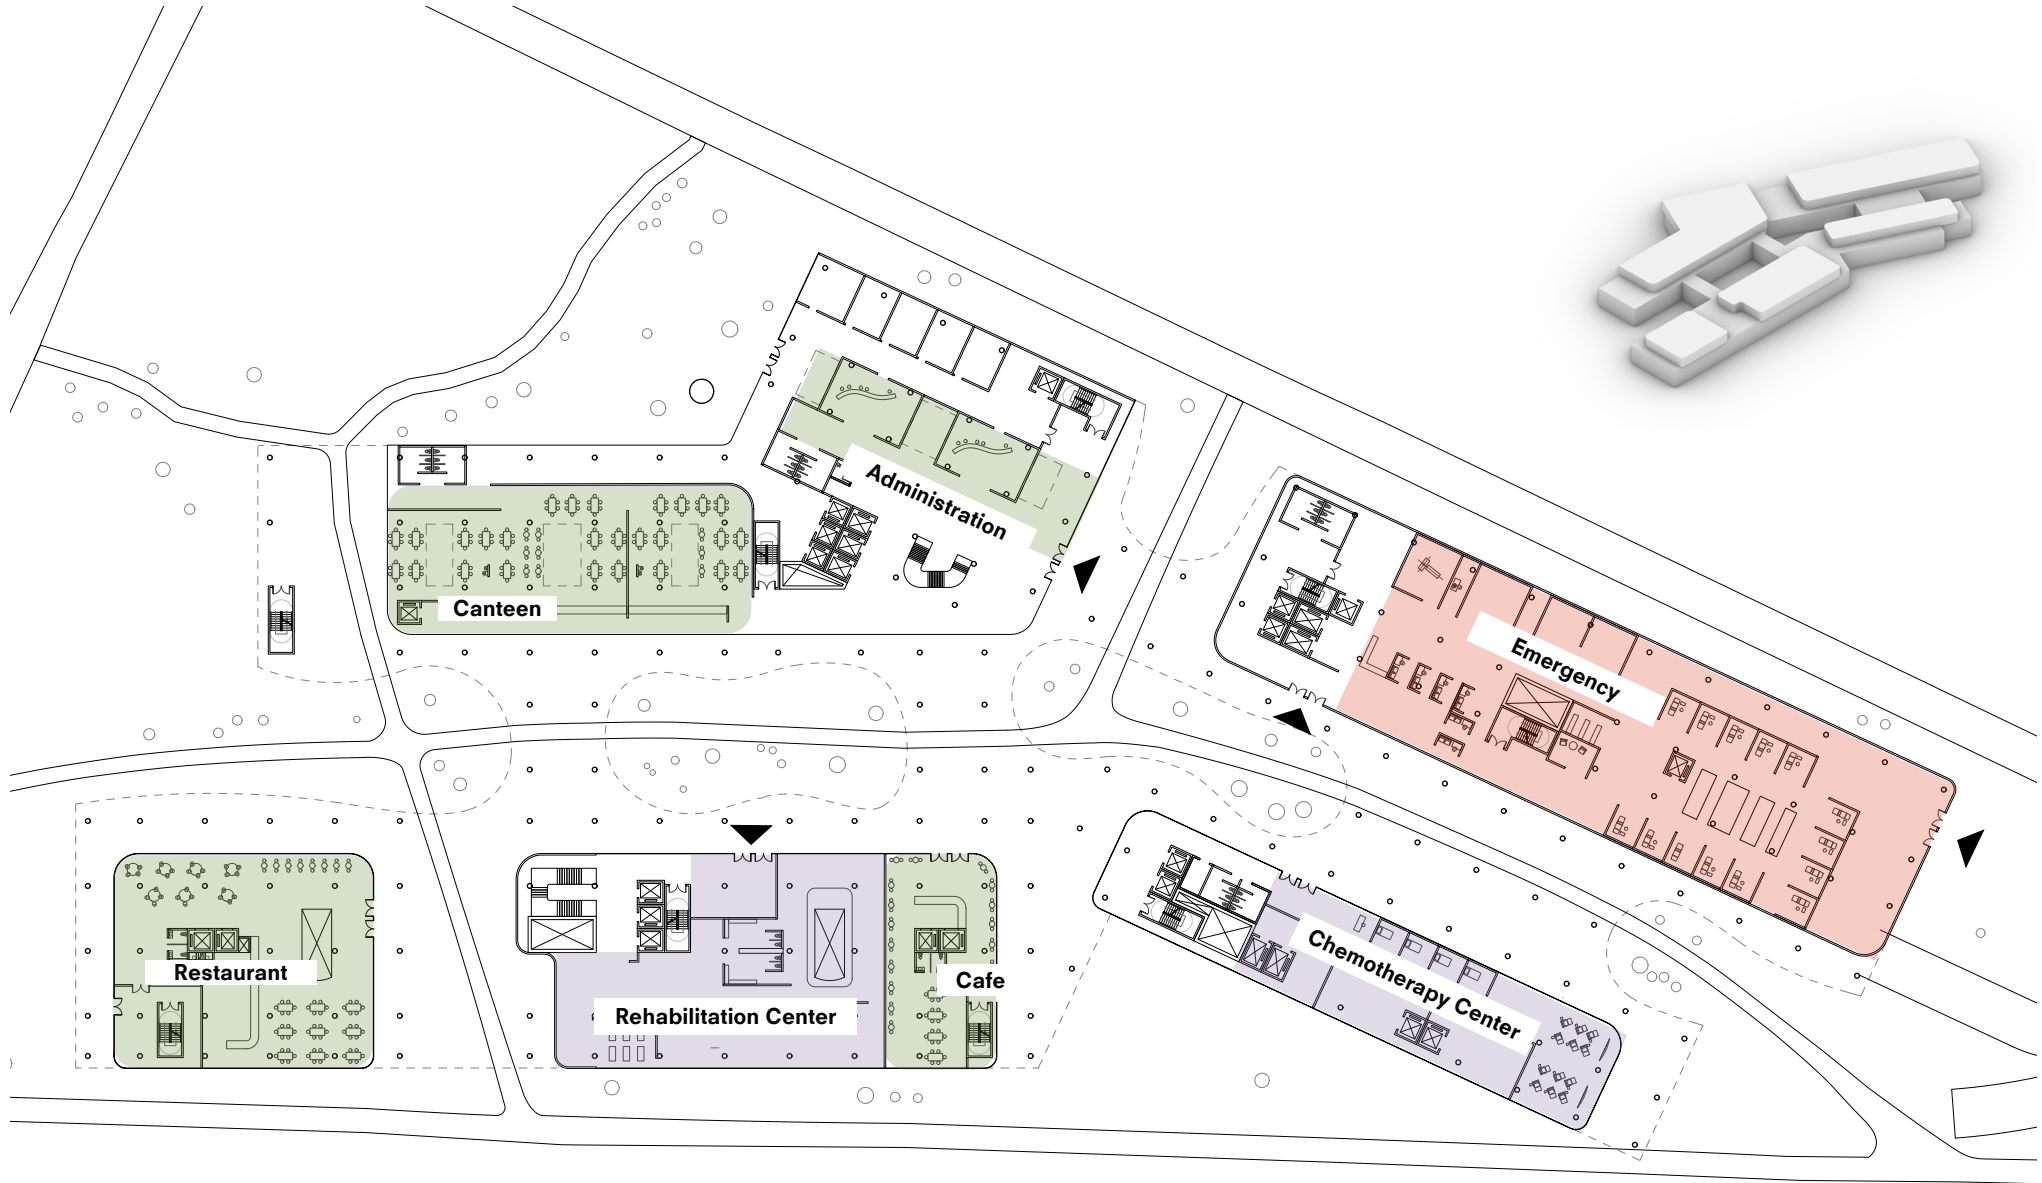 Administration
Canteen
Emergency
Restaurant
Rehabilitation Center
Cafe
Chemotherapy Center